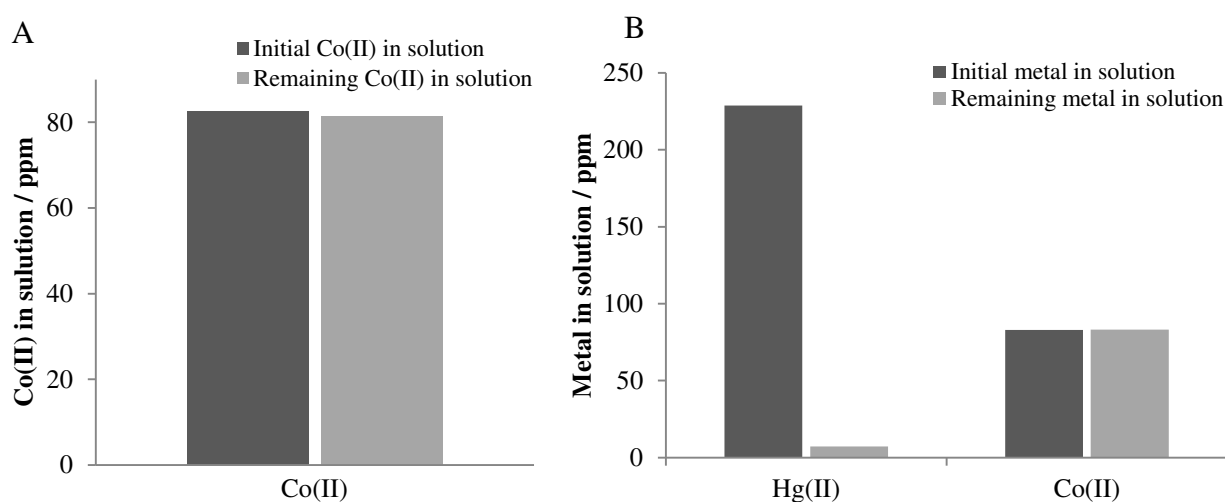 A
Initial Co(II) in solution
Remaining Co(II) in solution
Co(II) in sulution / ppm
80
60
40
20
0
Co(II)
B
Initial metal in solution
Remaining metal in solution
Metal in solution / ppm
250
200
150
100
50
0
Hg(II)
Co(II)